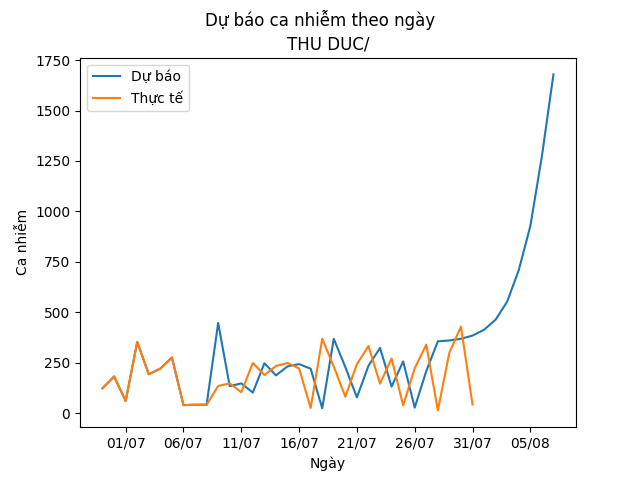 Dự báo ca nhiễm theo ngày
THU DUC/
Dự báo
Thực tế
1750
1500
1250
1000
750
500
250
0
Ca nhiễm
01/07
06/07
11/07
16/07
21/07
26/07
31/07
05/08
Ngày